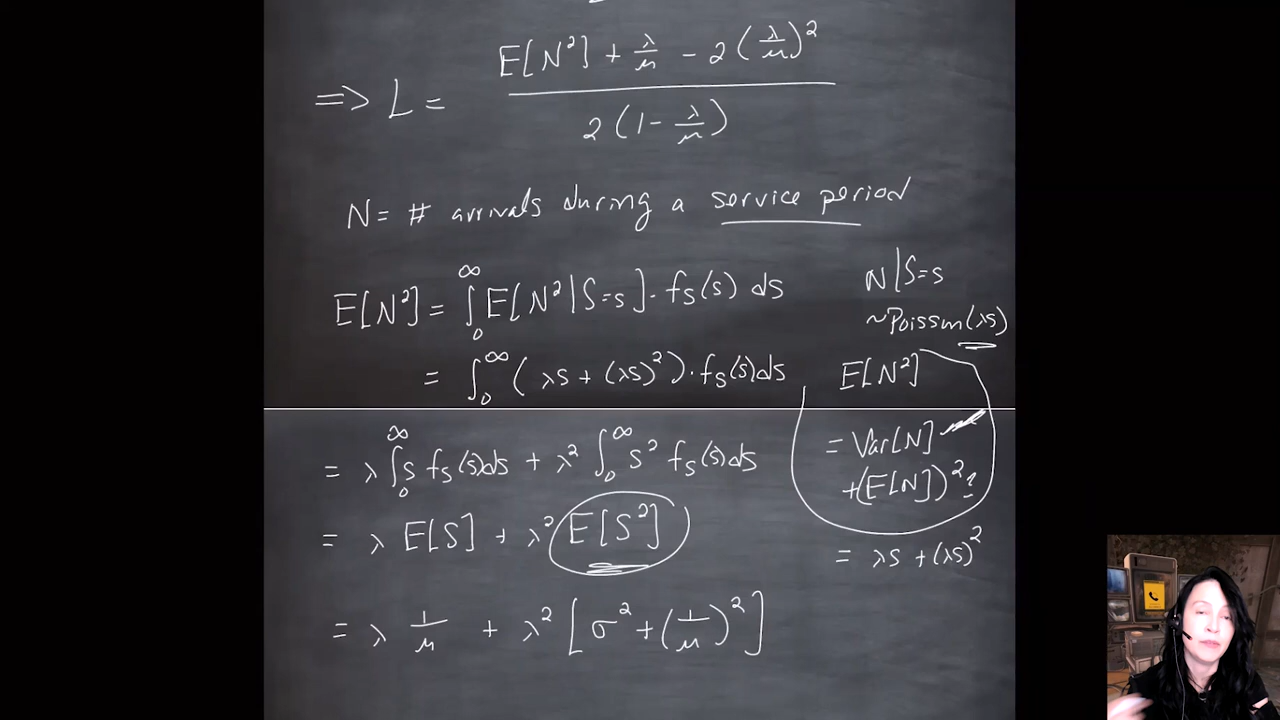 => L = (E[N²] + λ/μ - 2(λ/μ)²) / (2(1 - λ/μ))
N = # arrivals during a service period
E[N²] = ∫₀^∞ E[N²|S=s] · fₛ(s) ds
N|S=s
~Poisson(λs)
= ∫₀^∞ (λs + (λs)²) · fₛ(s)ds
E[N²]
= Var[N]
+(E[N])²
= λs + (λs)²
= λ ∫₀^∞ s fₛ(s)ds + λ² ∫₀^∞ s² fₛ(s)ds
= λ E[S] + λ² E[S²]
= λ 1/μ + λ² [σ² + (1/μ)²]